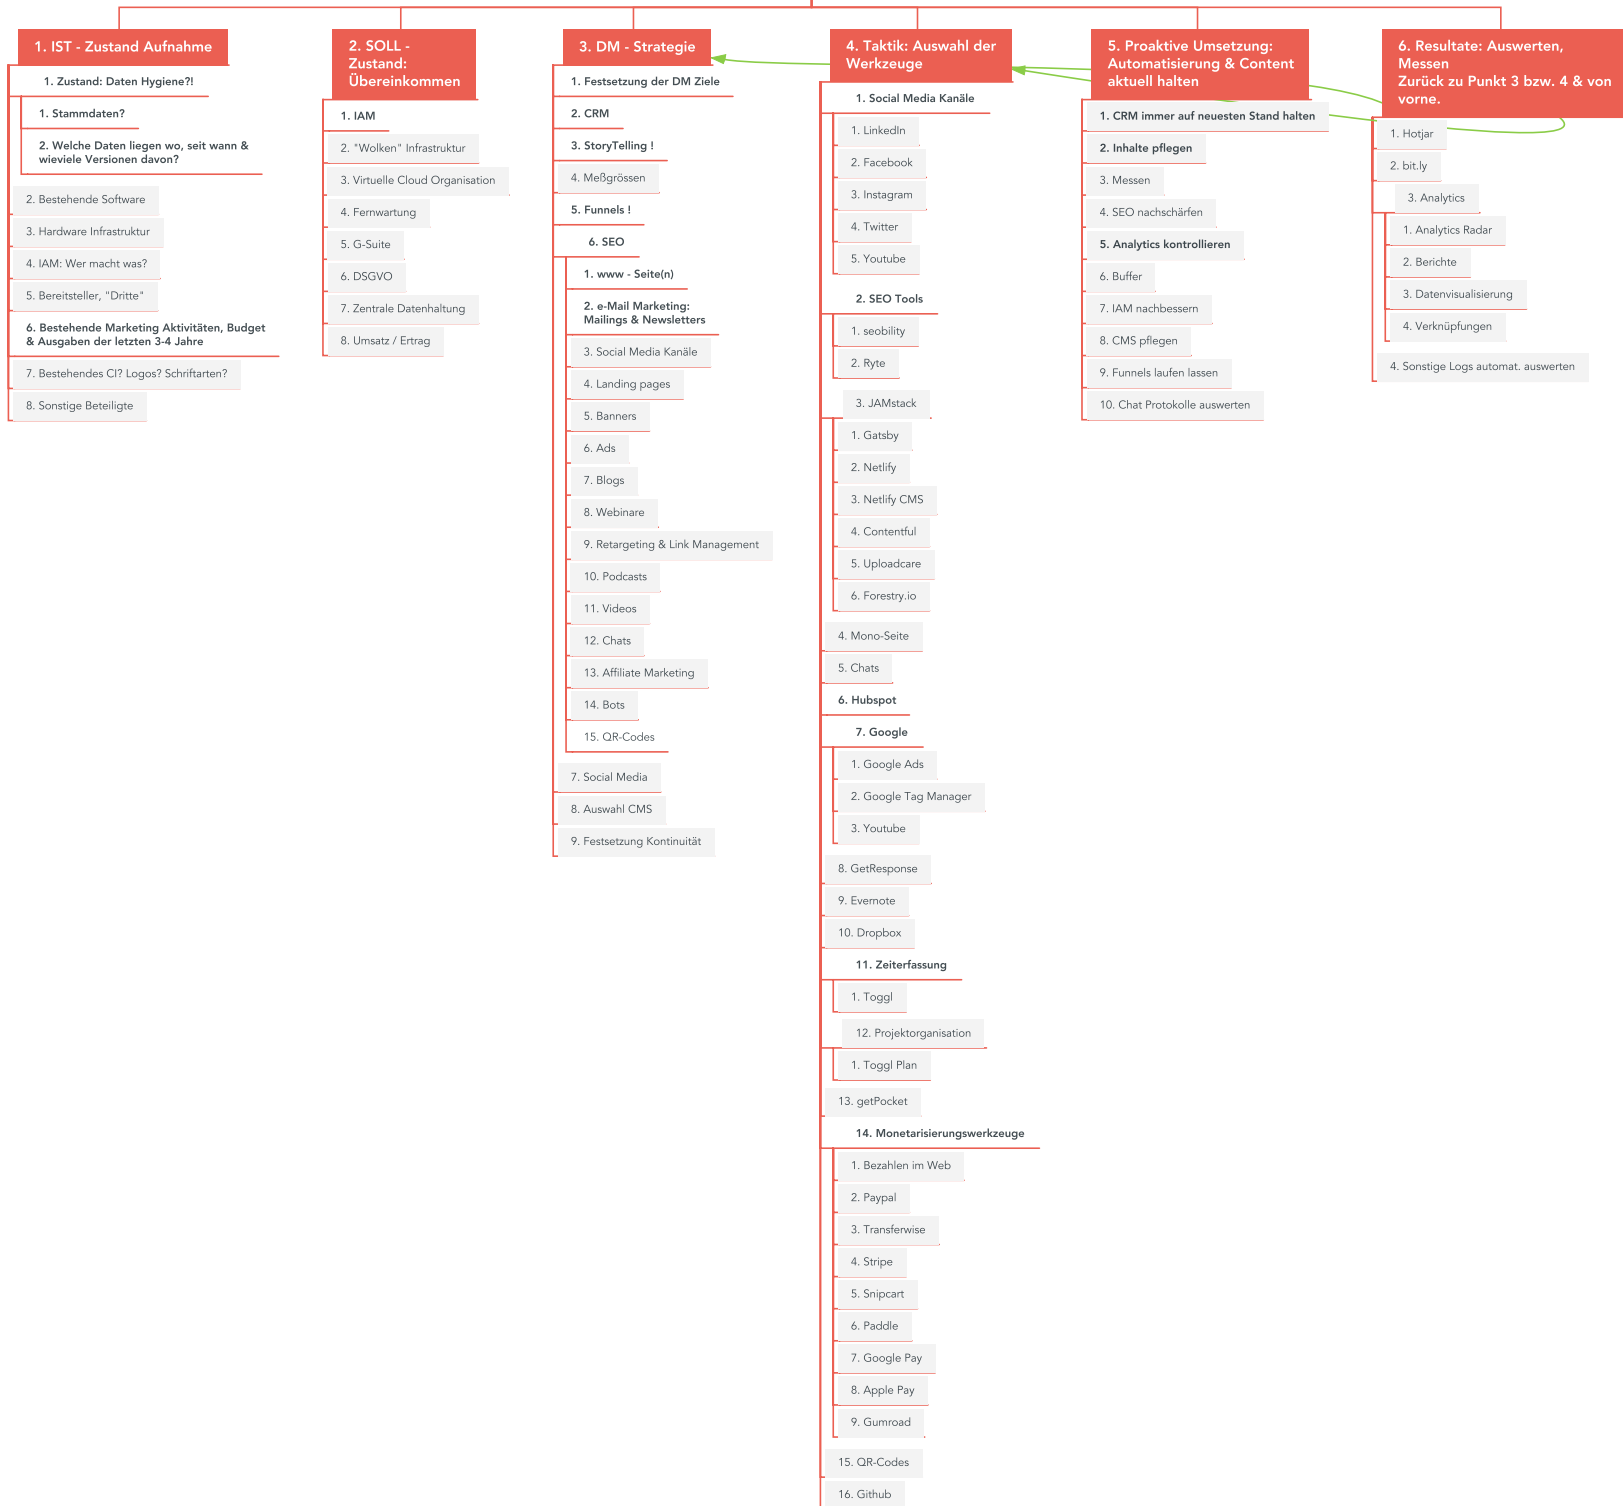 1. IST - Zustand Aufnahme
1. Zustand: Daten Hygiene?!
1. Stammdaten?
2. Welche Daten liegen wo, seit wann &
wieviele Versionen davon?
2. Bestehende Software
3. Hardware Infrastruktur
4. IAM: Wer macht was?
5. Bereitsteller, "Dritte"
6. Bestehende Marketing Aktivitäten, Budget
& Ausgaben der letzten 3-4 Jahre
7. Bestehendes CI? Logos? Schriftarten?
8. Sonstige Beteiligte
2. SOLL -
Zustand:
Übereinkommen
1. IAM
2. "Wolken" Infrastruktur
3. Virtuelle Cloud Organisation
4. Fernwartung
5. G-Suite
6. DSGVO
7. Zentrale Datenhaltung
8. Umsatz / Ertrag
3. DM - Strategie
1. Festsetzung der DM Ziele
2. CRM
3. StoryTelling !
4. Meßgrössen
5. Funnels !
6. SEO
1. www - Seite(n)
2. e-Mail Marketing:
Mailings & Newsletters
3. Social Media Kanäle
4. Landing pages
5. Banners
6. Ads
7. Blogs
8. Webinare
9. Retargeting & Link Management
10. Podcasts
11. Videos
12. Chats
13. Affiliate Marketing
14. Bots
15. QR-Codes
7. Social Media
8. Auswahl CMS
9. Festsetzung Kontinuität
4. Taktik: Auswahl der
Werkzeuge
1. Social Media Kanäle
1. LinkedIn
2. Facebook
3. Instagram
4. Twitter
5. Youtube
2. SEO Tools
1. seobility
2. Ryte
3. JAMstack
1. Gatsby
2. Netlify
3. Netlify CMS
4. Contentful
5. Uploadcare
6. Forestry.io
4. Mono-Seite
5. Chats
6. Hubspot
7. Google
1. Google Ads
2. Google Tag Manager
3. Youtube
8. GetResponse
9. Evernote
10. Dropbox
11. Zeiterfassung
1. Toggl
12. Projektorganisation
1. Toggl Plan
13. getPocket
14. Monetarisierungswerkzeuge
1. Bezahlen im Web
2. Paypal
3. Transferwise
4. Stripe
5. Snipcart
6. Paddle
7. Google Pay
8. Apple Pay
9. Gumroad
15. QR-Codes
16. Github
5. Proaktive Umsetzung:
Automatisierung & Content
aktuell halten
1. CRM immer auf neuesten Stand halten
2. Inhalte pflegen
3. Messen
4. SEO nachschärfen
5. Analytics kontrollieren
6. Buffer
7. IAM nachbessern
8. CMS pflegen
9. Funnels laufen lassen
10. Chat Protokolle auswerten
6. Resultate: Auswerten,
Messen
Zurück zu Punkt 3 bzw. 4 & von
vorne.
1. Hotjar
2. bit.ly
3. Analytics
1. Analytics Radar
2. Berichte
3. Datenvisualisierung
4. Verknüpfungen
4. Sonstige Logs automat. auswerten